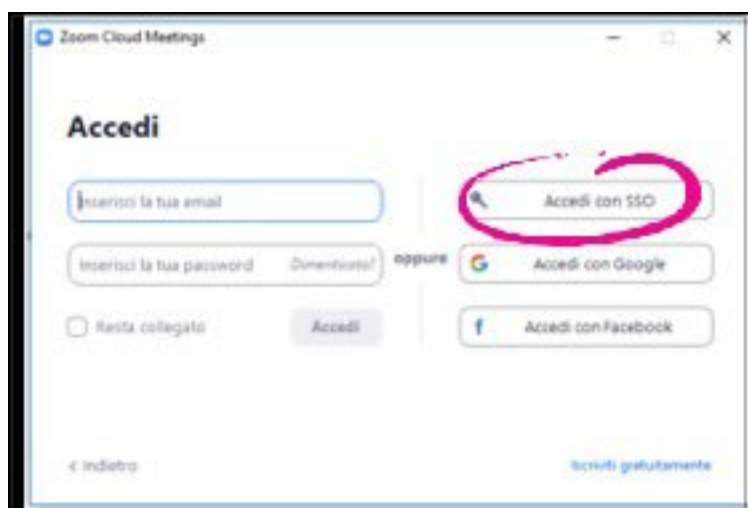 Zoom Cloud Meetings
Accedi
Inserisci la tua email
Inserisci la tua password
Dimenticato?
Resta collegato
Accedi
oppure
Accedi con SSO
Accedi con Google
Accedi con Facebook
< Indietro
Iscriviti gratuitamente